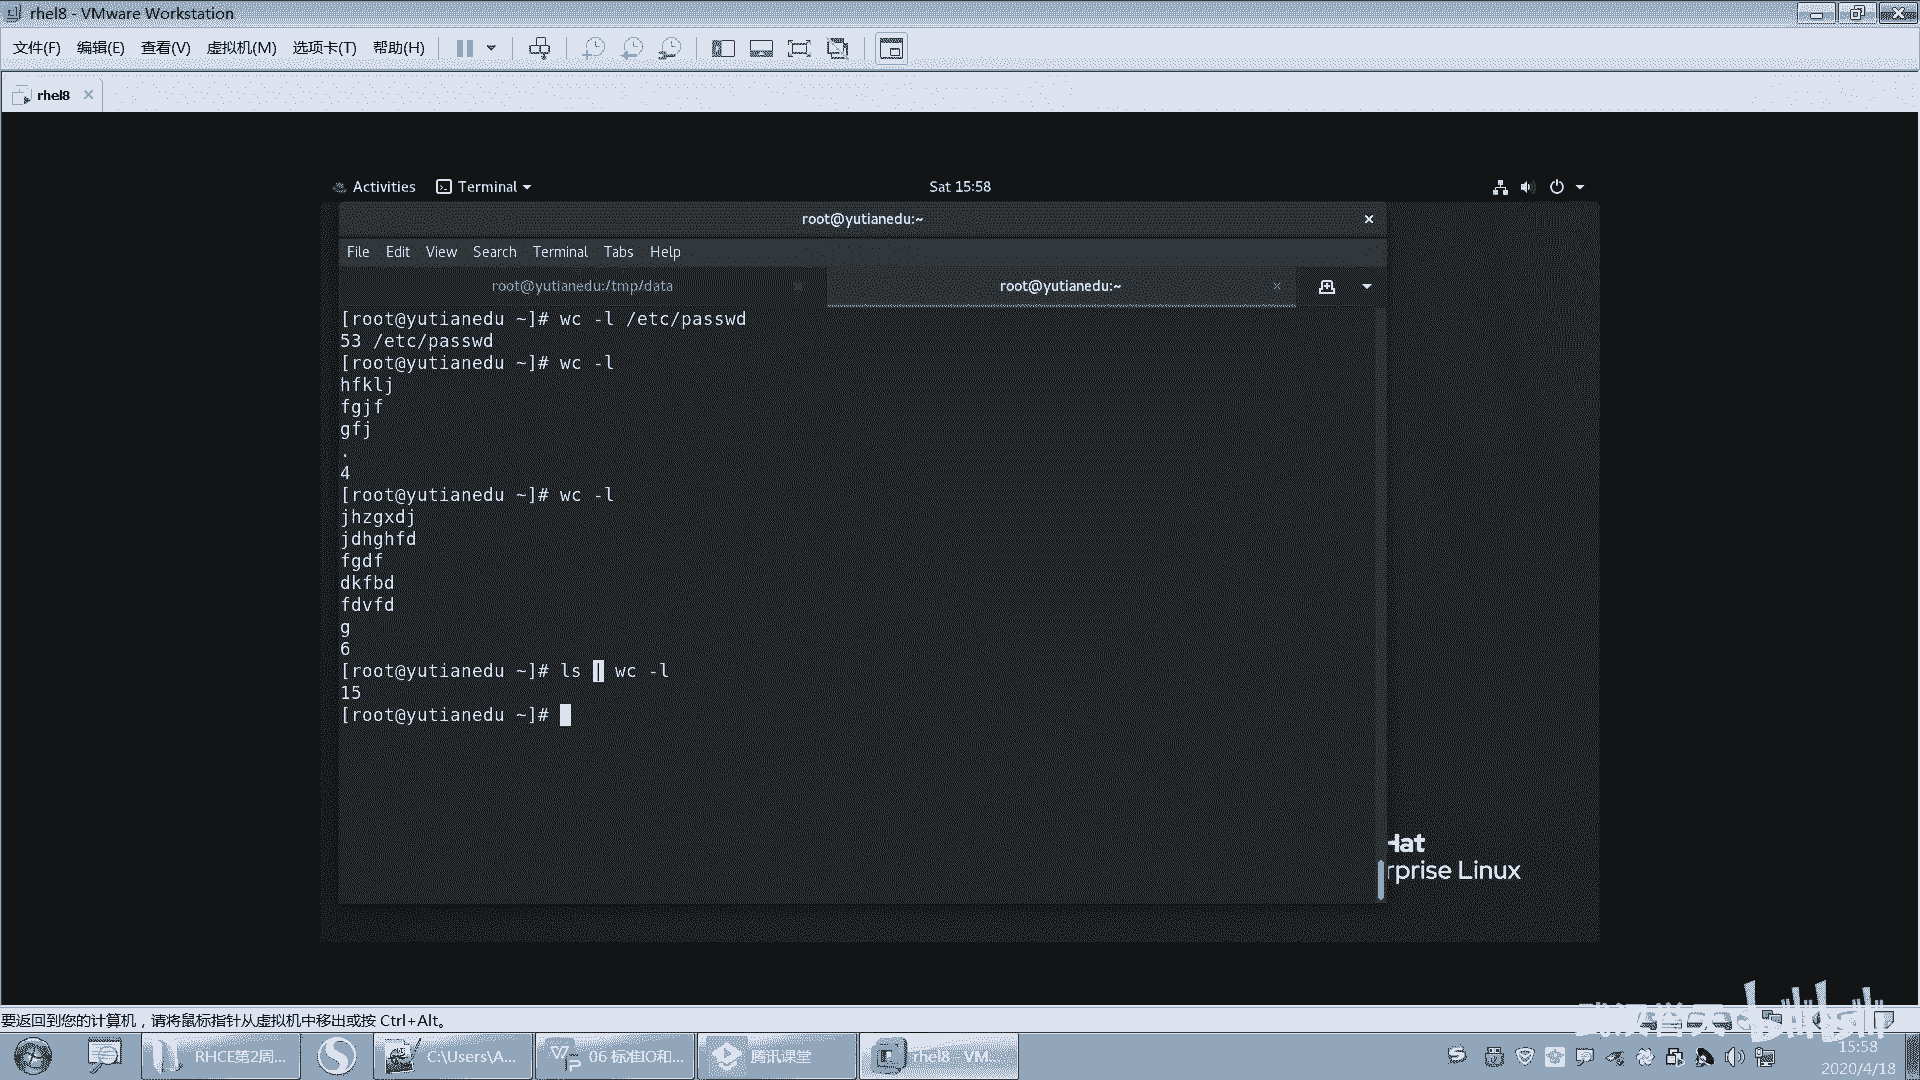 rhel8 - VMware Workstation
文件(F) 编辑(E) 查看(V) 虚拟机(M) 选项卡(T) 帮助(H)
rhel8
Activities Terminal Sat 15:58
root@yutianedu:~
File Edit View Search Terminal Tabs Help
root@yutianedu:/tmp/data root@yutianedu:~
[root@yutianedu ~]# wc -l /etc/passwd
53 /etc/passwd
[root@yutianedu ~]# wc -l
hfklj
fgjf
gfj
.
4
[root@yutianedu ~]# wc -l
jhzgxdj
jdhghfd
fgdf
dkfbd
fdvfd
g
6
[root@yutianedu ~]# ls | wc -l
15
[root@yutianedu ~]#
Hat
rprise Linux
要返回到您的计算机，请将鼠标指针从虚拟机中移出或按 Ctrl+Alt。
bilibili
RHCE第2周... C:\Users\A... 06 标准IO和... 腾讯课堂 rhel8 - VM...
15:58
2020/4/18